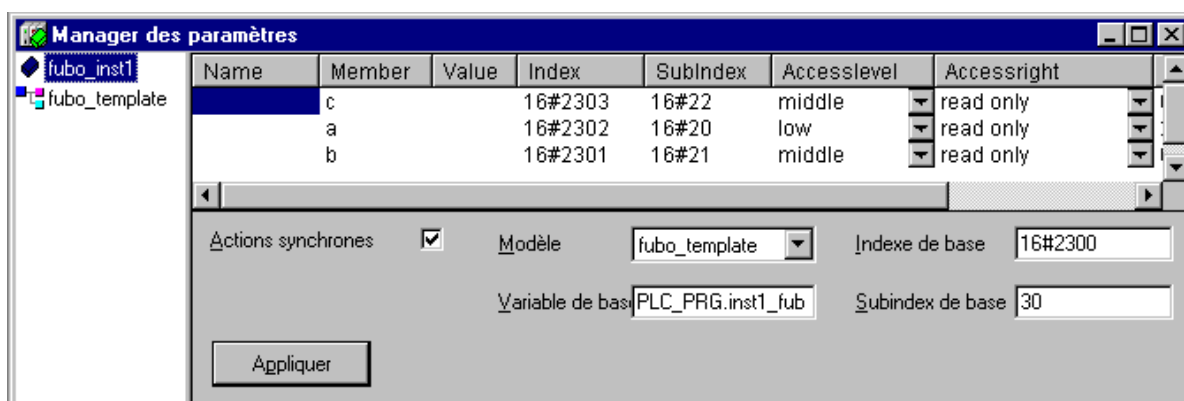 Manager des paramètres
fubo_inst1
fubo_template
Name Member Value Index SubIndex Accesslevel Accessright
c 16#2303 16#22 middle read only
a 16#2302 16#20 low read only
b 16#2301 16#21 middle read only
Actions synchrones Modèle fubo_template Indexe de base 16#2300
Variable de bas PLC_PRG.inst1_fub Subindex de base 30
Appliquer